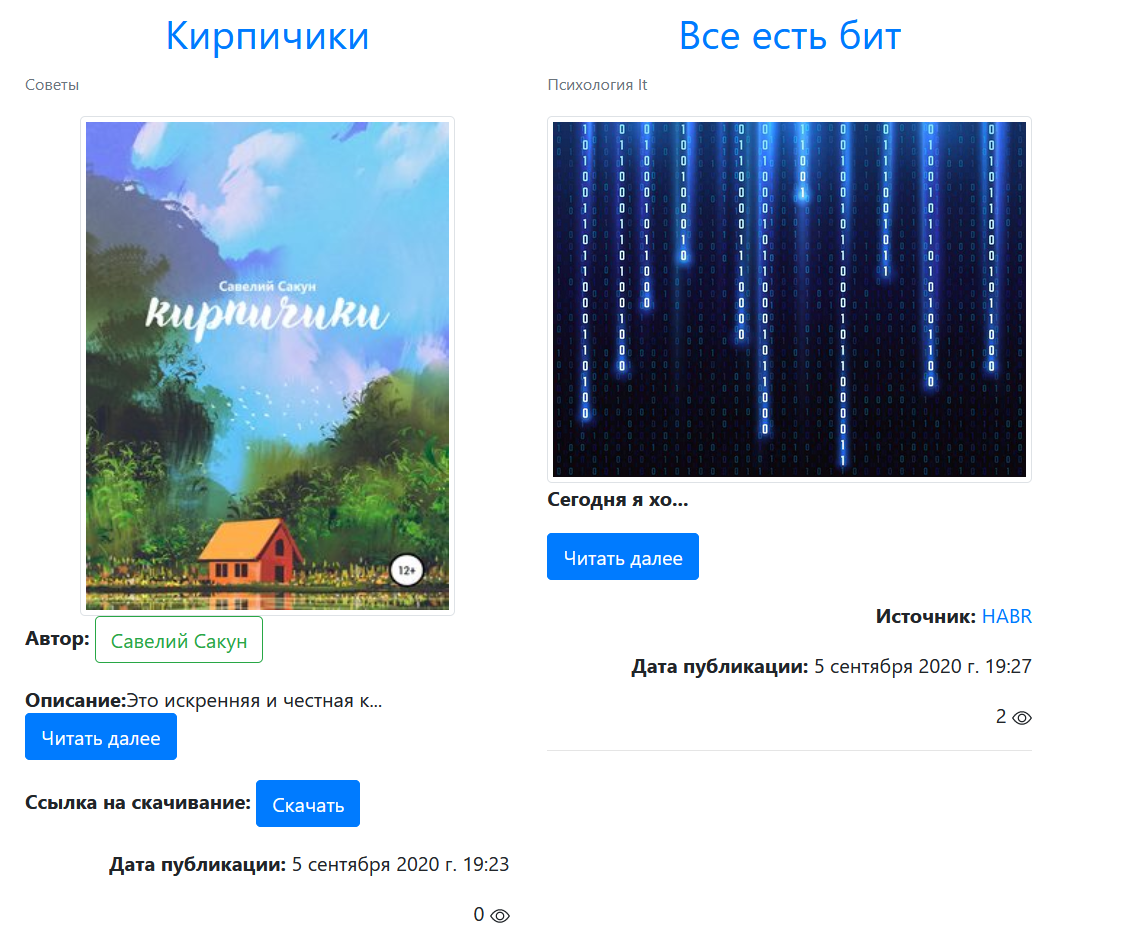 Кирпичики
Советы
Савелий Сакун
кирпичики
12+
Автор: Савелий Сакун
Описание:Это искренняя и честная к...
Читать далее
Ссылка на скачивание: Скачать
Дата публикации: 5 сентября 2020 г. 19:23
0
Все есть бит
Психология It
Сегодня я хо...
Читать далее
Источник: HABR
Дата публикации: 5 сентября 2020 г. 19:27
2